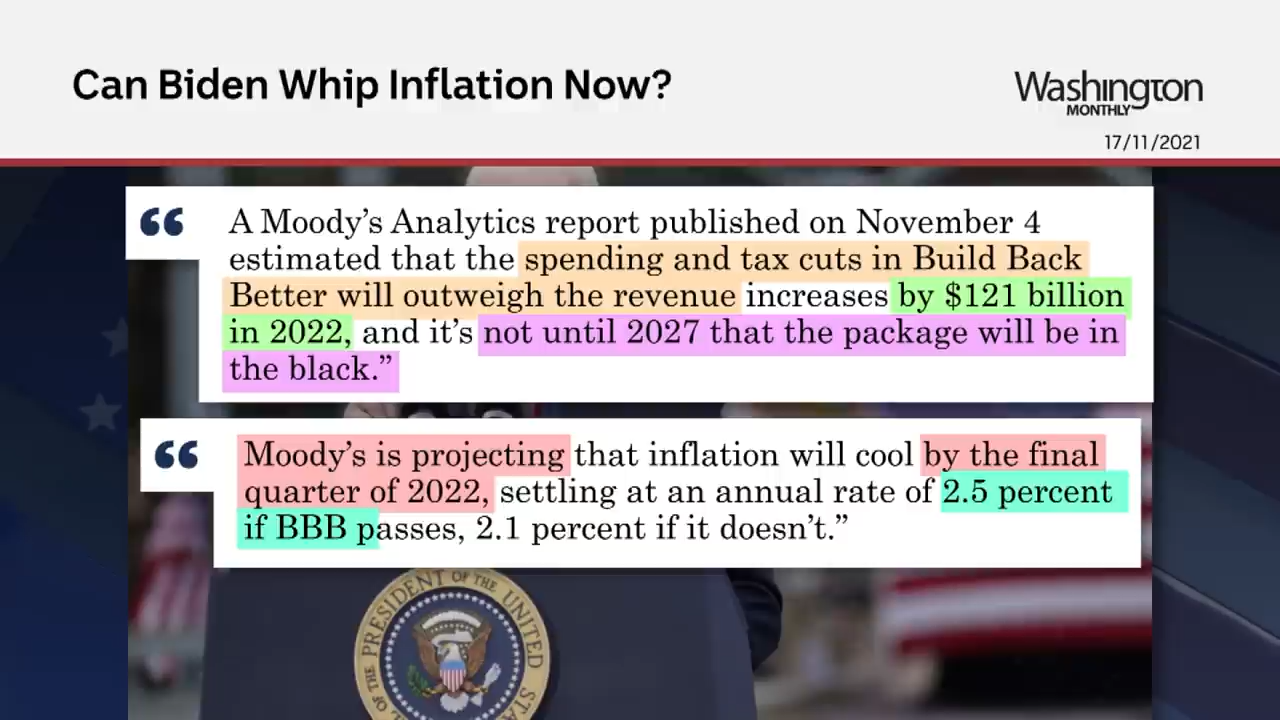 Can Biden Whip Inflation Now?
Washington
MONTHLY
17/11/2021
“ A Moody’s Analytics report published on November 4
estimated that the spending and tax cuts in Build Back
Better will outweigh the revenue increases by $121 billion
in 2022, and it’s not until 2027 that the package will be in
the black.”
“ Moody’s is projecting that inflation will cool by the final
quarter of 2022, settling at an annual rate of 2.5 percent
if BBB passes, 2.1 percent if it doesn’t.”
PRESIDENT OF THE UNITED